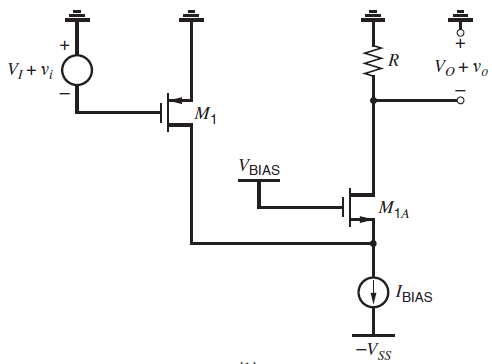 +
+
R
V_I + v_i
V_O + v_o
−
−
M_1
V_BIAS
M_1A
I_BIAS
−V_SS